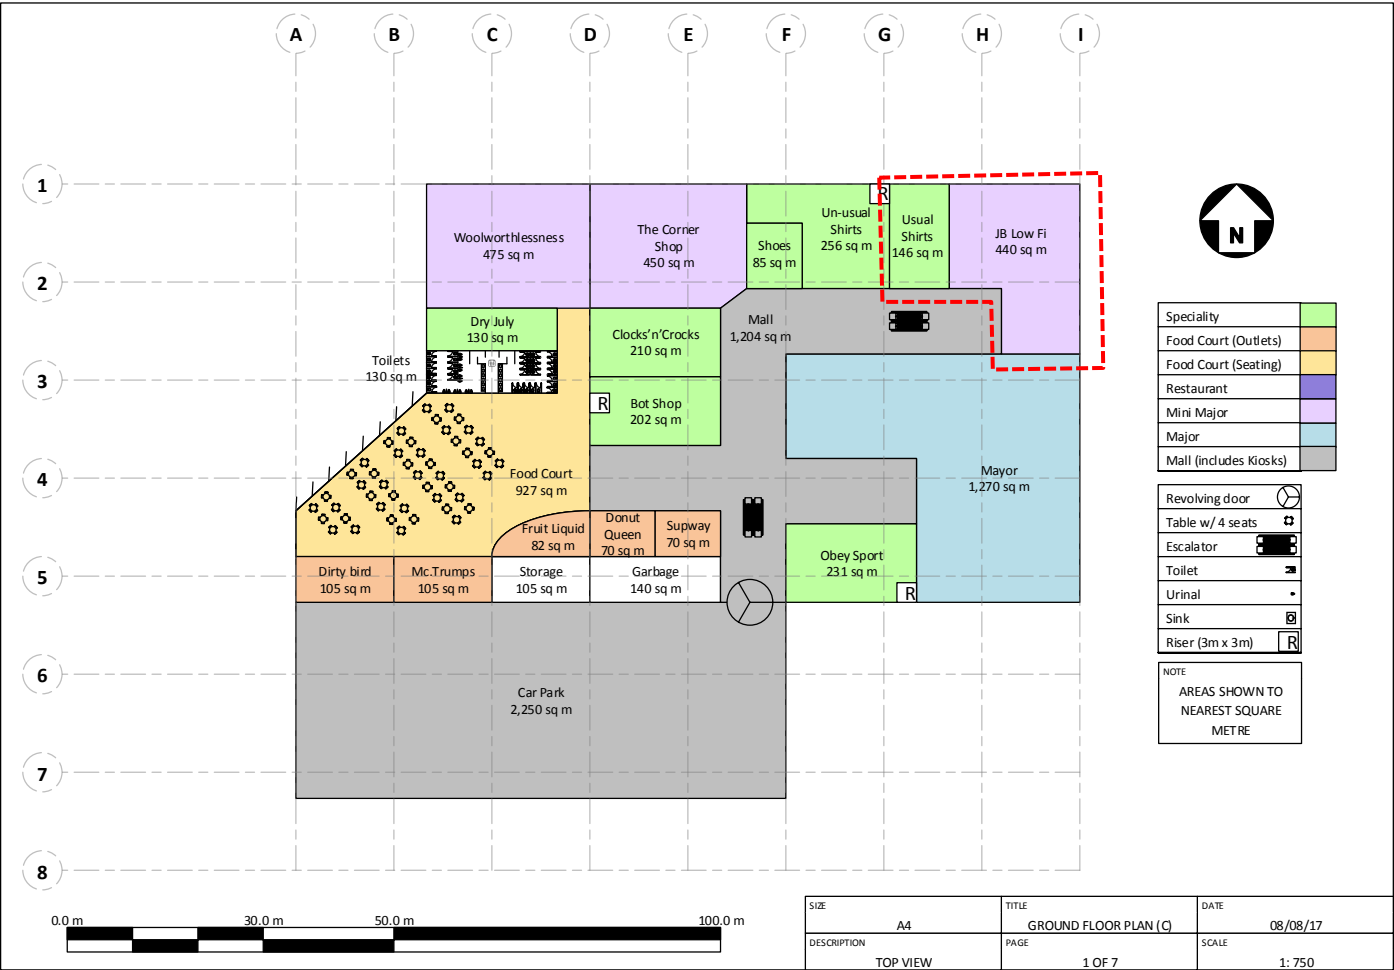 A B C D E F G H I
1
2
3
4
5
6
7
8
Woolworthlessness
475 sq m
The Corner
Shop
450 sq m
Un-usual
Shirts
256 sq m
Shoes
85 sq m
R
Usual
Shirts
146 sq m
JB Low Fi
440 sq m
Dry July
130 sq m
Toilets
130 sq m
Clocks'n'Crocks
210 sq m
Mall
1,204 sq m
R
Bot Shop
202 sq m
Food Court
927 sq m
Mayor
1,270 sq m
Fruit Liquid
82 sq m
Donut
Queen
70 sq m
Supway
70 sq m
Dirty bird
105 sq m
Mc.Trumps
105 sq m
Storage
105 sq m
Garbage
140 sq m
Obey Sport
231 sq m
R
Car Park
2,250 sq m
N
Speciality
Food Court (Outlets)
Food Court (Seating)
Restaurant
Mini Major
Major
Mall (includes Kiosks)
Revolving door
Table w/ 4 seats
Escalator
Toilet
Urinal
Sink
Riser (3m x 3m) R
NOTE
AREAS SHOWN TO
NEAREST SQUARE
METRE
0.0 m 30.0 m 50.0 m 100.0 m
SIZE
A4
TITLE
GROUND FLOOR PLAN (C)
DATE
08/08/17
DESCRIPTION
TOP VIEW
PAGE
1 OF 7
SCALE
1: 750